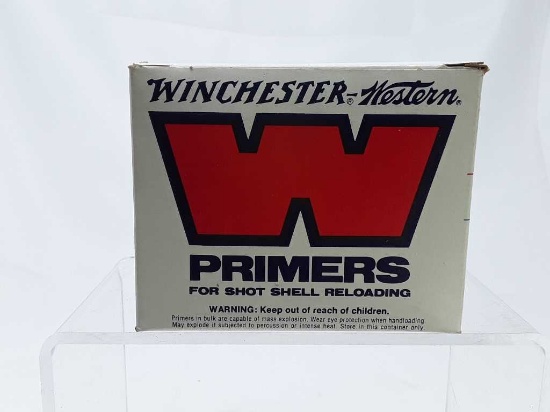 WINCHESTER®-Western®
W
PRIMERS
FOR SHOT SHELL RELOADING
WARNING: Keep out of reach of children.
Primers in bulk are capable of mass explosion. Wear eye protection when handloading
May explode if subjected to percussion or intense heat. Store in this container only